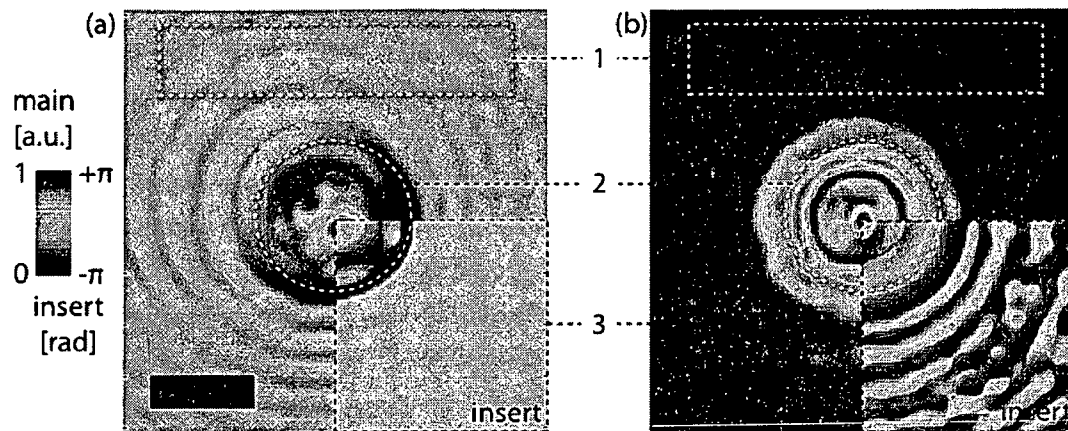 (a)
(b)
1
main
[a.u.]
1 +π
2
0 -π
insert
[rad]
3
insert
insert